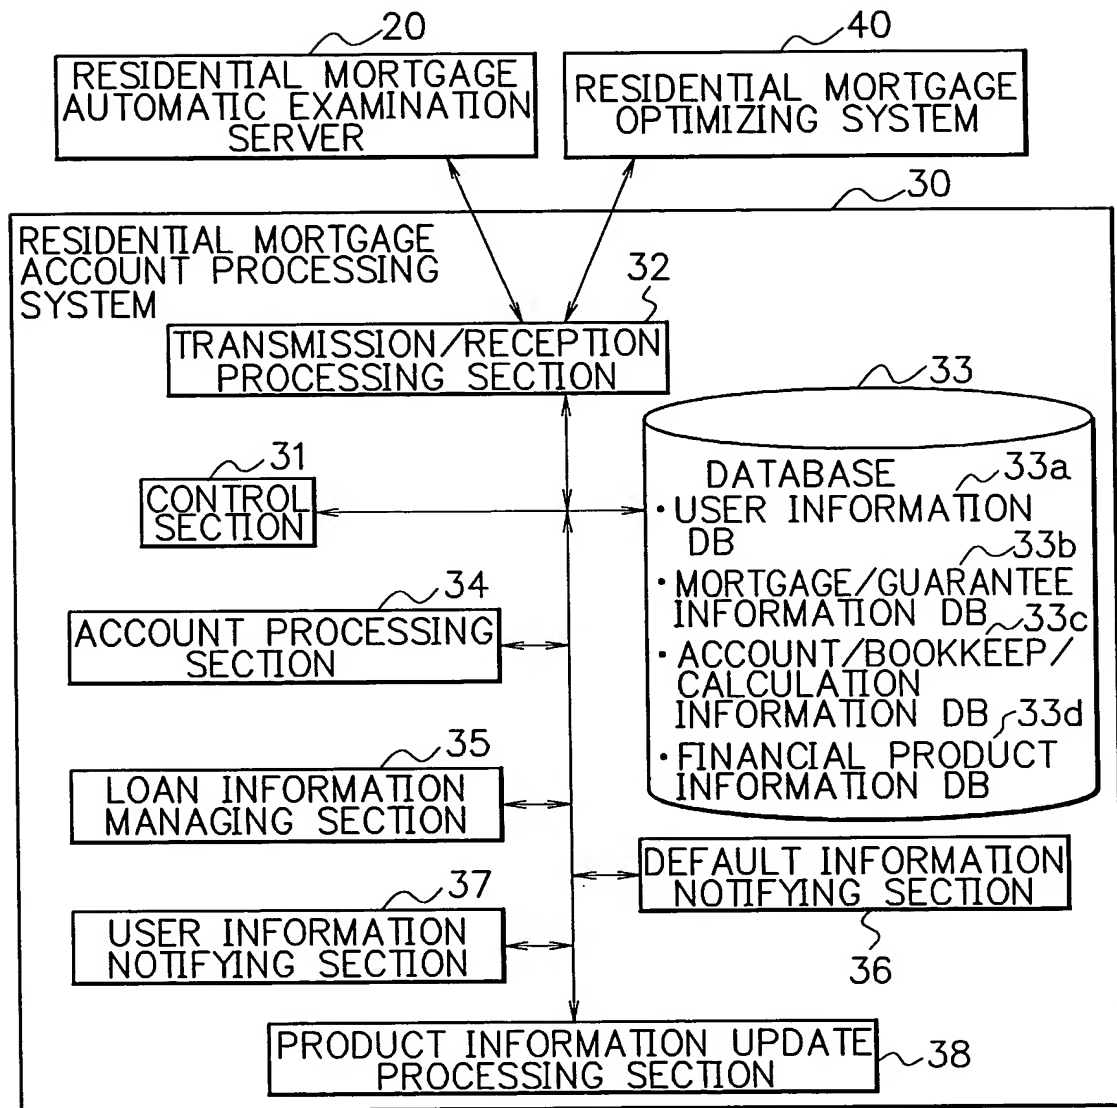 20
40
RESIDENTIAL MORTGAGE
AUTOMATIC EXAMINATION
SERVER
RESIDENTIAL MORTGAGE
OPTIMIZING SYSTEM
30
RESIDENTIAL MORTGAGE
ACCOUNT PROCESSING
SYSTEM
32
TRANSMISSION/RECEPTION
PROCESSING SECTION
33
31
CONTROL
SECTION
DATABASE
33a
・USER INFORMATION
DB
33b
・MORTGAGE/GUARANTEE
INFORMATION DB
33c
・ACCOUNT/BOOKKEEP/
CALCULATION
INFORMATION DB
33d
・FINANCIAL PRODUCT
INFORMATION DB
34
ACCOUNT PROCESSING
SECTION
35
LOAN INFORMATION
MANAGING SECTION
DEFAULT INFORMATION
NOTIFYING SECTION
36
37
USER INFORMATION
NOTIFYING SECTION
PRODUCT INFORMATION UPDATE
PROCESSING SECTION
38